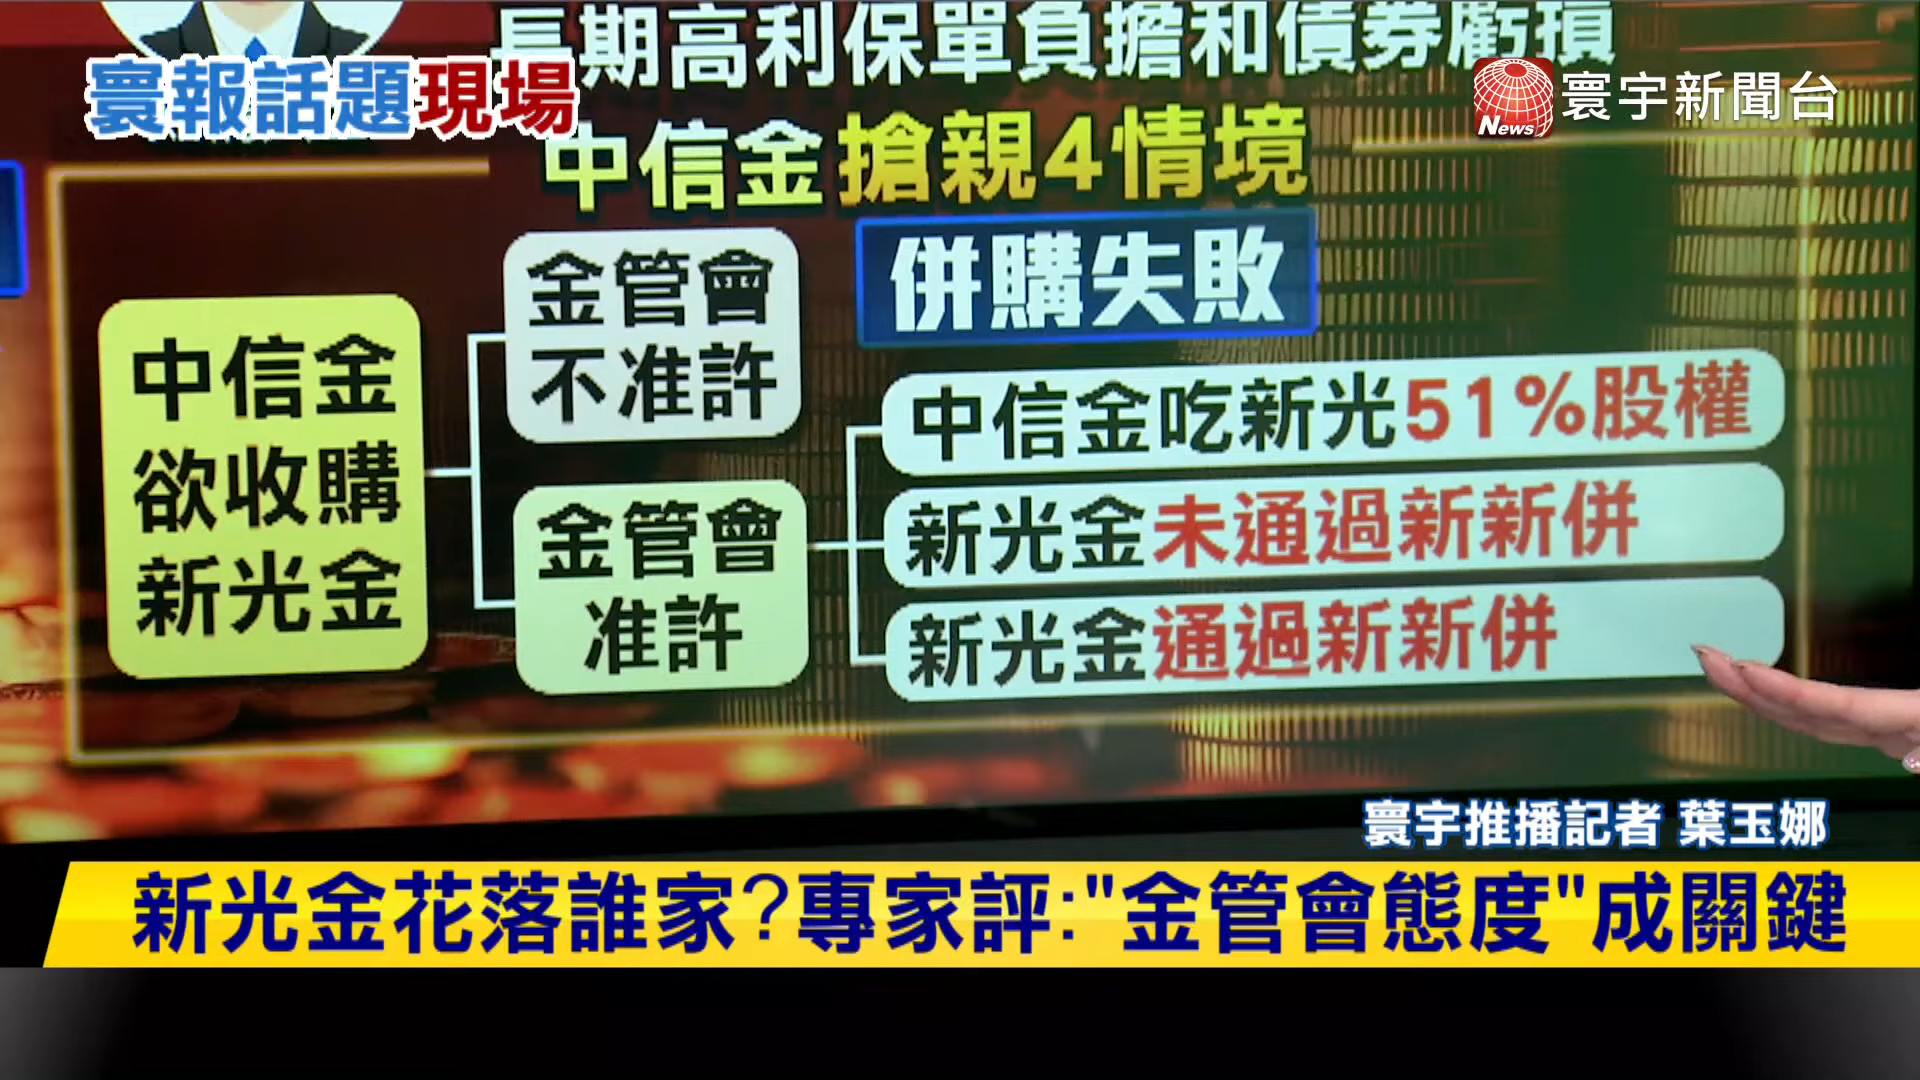 長期高利保單負擔和債券虧損
寰報話題現場
News
寰宇新聞台
中信金搶親4情境
中信金
欲收購
新光金
金管會
不准許
併購失敗
金管會
准許
中信金吃新光51%股權
新光金未通過新新併
新光金通過新新併
寰宇推播記者 葉玉娜
新光金花落誰家?專家評:"金管會態度"成關鍵